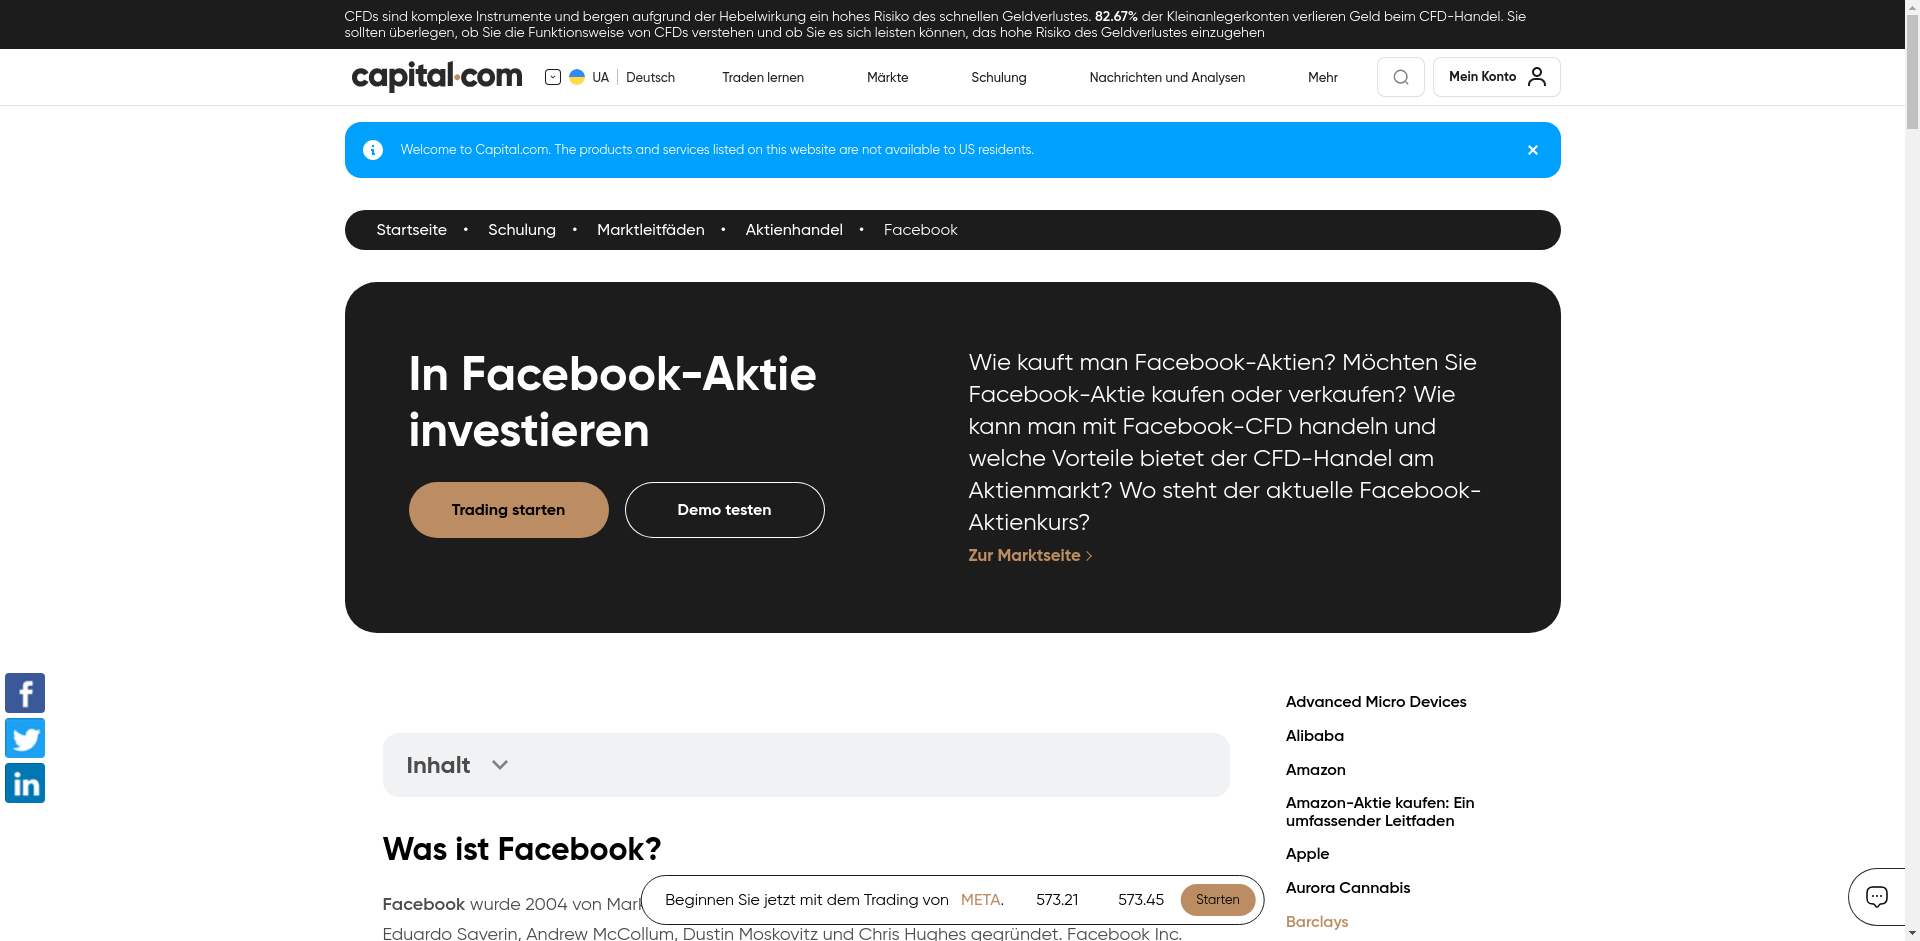 CFDs sind komplexe Instrumente und bergen aufgrund der Hebelwirkung ein hohes Risiko des schnellen Geldverlustes. 82.67% der Kleinanlegerkonten verlieren Geld beim CFD-Handel. Sie
sollten überlegen, ob Sie die Funktionsweise von CFDs verstehen und ob Sie es sich leisten können, das hohe Risiko des Geldverlustes einzugehen
capital.com UA Deutsch Traden lernen Märkte Schulung Nachrichten und Analysen Mehr Mein Konto
Welcome to Capital.com. The products and services listed on this website are not available to US residents.
Startseite • Schulung • Marktleitfäden • Aktienhandel • Facebook
In Facebook-Aktie
investieren
Trading starten
Demo testen
Wie kauft man Facebook-Aktien? Möchten Sie
Facebook-Aktie kaufen oder verkaufen? Wie
kann man mit Facebook-CFD handeln und
welche Vorteile bietet der CFD-Handel am
Aktienmarkt? Wo steht der aktuelle Facebook-
Aktienkurs?
Zur Marktseite
Inhalt
Was ist Facebook?
Facebook wurde 2004 von Mark
Eduardo Saverin, Andrew McCollum, Dustin Moskovitz und Chris Hughes gegründet. Facebook Inc.
Beginnen Sie jetzt mit dem Trading von META. 573.21 573.45 Starten
Advanced Micro Devices
Alibaba
Amazon
Amazon-Aktie kaufen: Ein
umfassender Leitfaden
Apple
Aurora Cannabis
Barclays